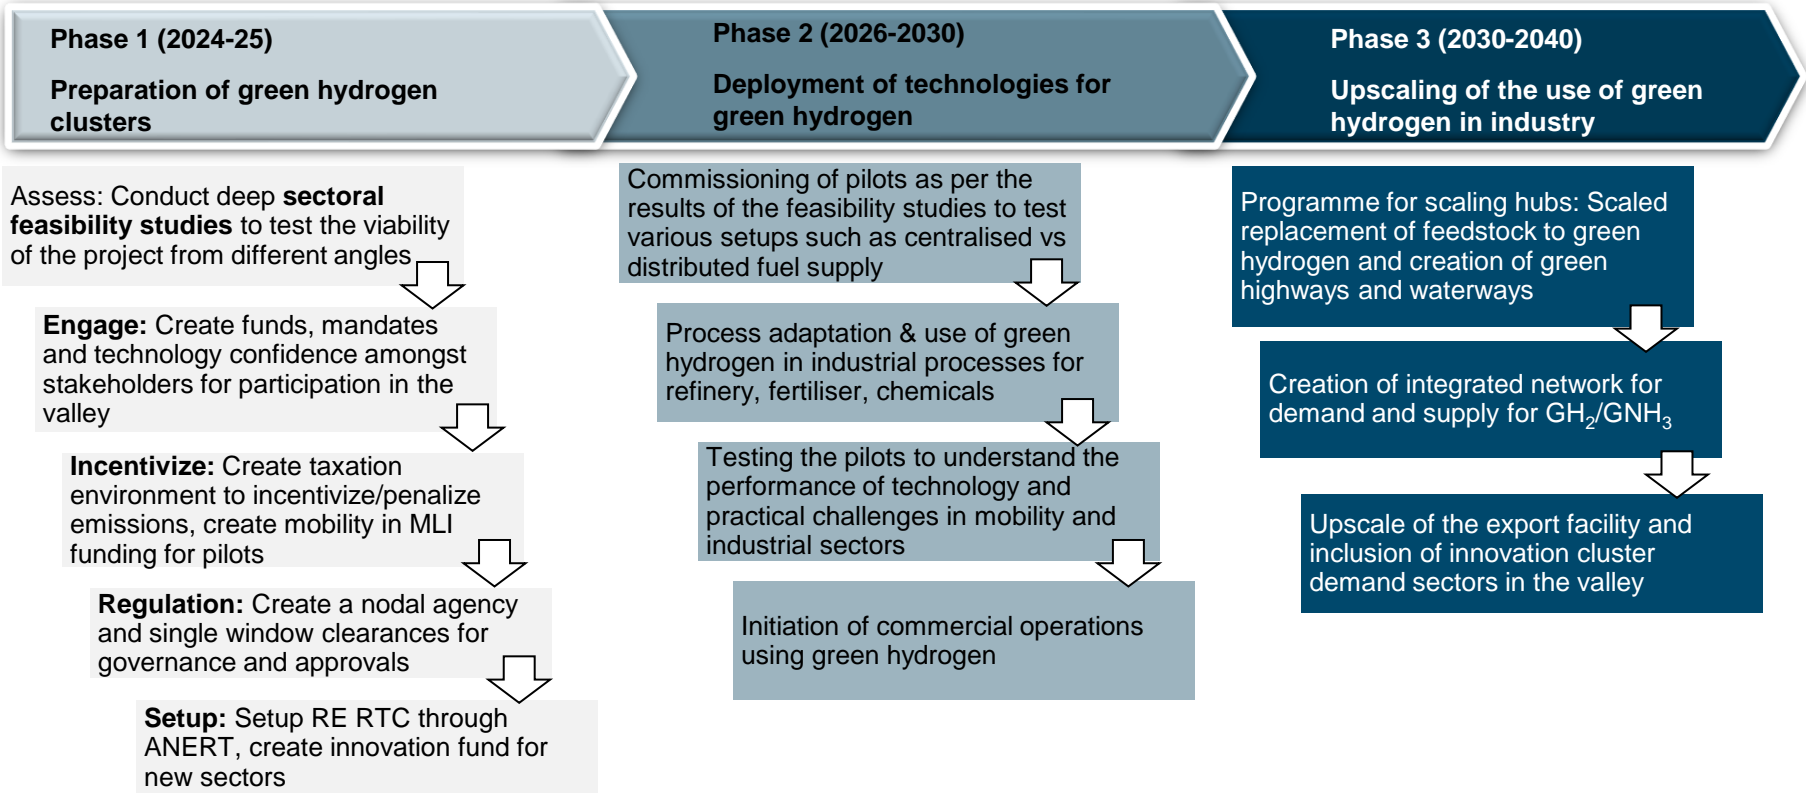 Phase 1 (2024-25)
Preparation of green hydrogen
clusters
Assess: Conduct deep sectoral
feasibility studies to test the viability
of the project from different angles
Engage: Create funds, mandates
and technology confidence amongst
stakeholders for participation in the
valley
Incentivize: Create taxation
environment to incentivize/penalize
emissions, create mobility in MLI
funding for pilots
Regulation: Create a nodal agency
and single window clearances for
governance and approvals
Setup: Setup RE RTC through
ANERT, create innovation fund for
new sectors
Phase 2 (2026-2030)
Deployment of technologies for
green hydrogen
Commissioning of pilots as per the
results of the feasibility studies to test
various setups such as centralised vs
distributed fuel supply
Process adaptation & use of green
hydrogen in industrial processes for
refinery, fertiliser, chemicals
Testing the pilots to understand the
performance of technology and
practical challenges in mobility and
industrial sectors
Initiation of commercial operations
using green hydrogen
Phase 3 (2030-2040)
Upscaling of the use of green
hydrogen in industry
Programme for scaling hubs: Scaled
replacement of feedstock to green
hydrogen and creation of green
highways and waterways
Creation of integrated network for
demand and supply for GH₂/GNH₃
Upscale of the export facility and
inclusion of innovation cluster
demand sectors in the valley